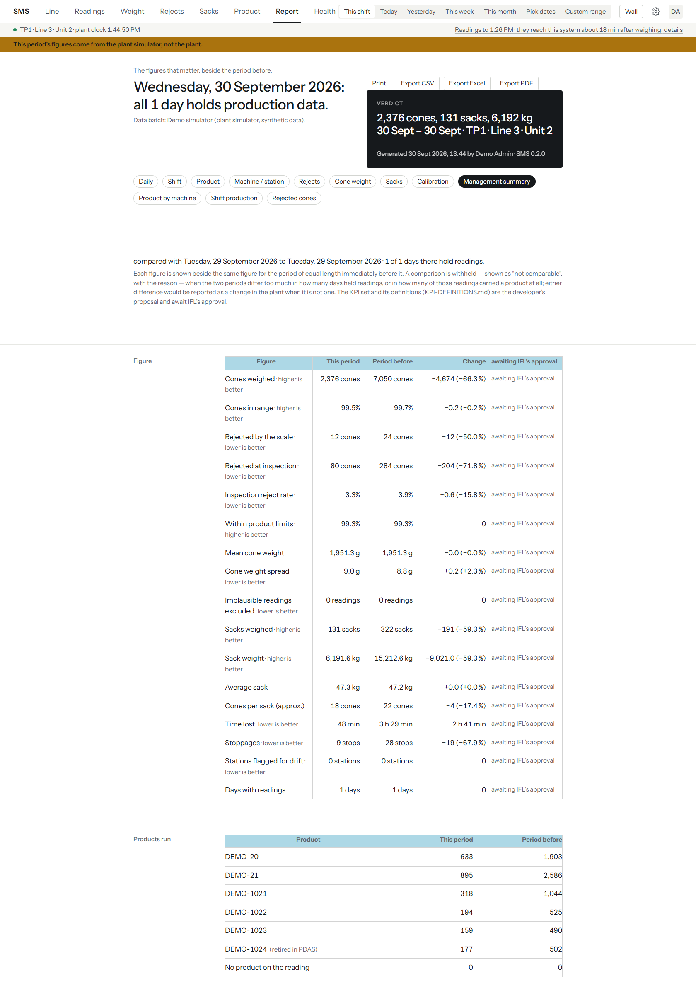 SMS Line Readings Weight Rejects Sacks Product Report Health This shift Today Yesterday This week This month Pick dates Custom range Wall DA
TP1 · Line 3 · Unit 2 · plant clock 1:44:50 PM
Readings to 1:26 PM · they reach this system about 18 min after weighing. details
This period's figures come from the plant simulator, not the plant.
The figures that matter, beside the period before.
Wednesday, 30 September 2026:
all 1 day holds production data.
Data batch: Demo simulator (plant simulator, synthetic data).
Print Export CSV Export Excel Export PDF
VERDICT
2,376 cones, 131 sacks, 6,192 kg
30 Sept – 30 Sept · TP1 · Line 3 · Unit 2
Generated 30 Sept 2026, 13:44 by Demo Admin · SMS 0.2.0
Daily Shift Product Machine / station Rejects Cone weight Sacks Calibration Management summary
Product by machine Shift production Rejected cones
compared with Tuesday, 29 September 2026 to Tuesday, 29 September 2026 · 1 of 1 days there hold readings.
Each figure is shown beside the same figure for the period of equal length immediately before it. A comparison is withheld — shown as “not comparable”,
with the reason — when the two periods differ too much in how many days held readings, or in how many of those readings carried a product at all; either
difference would be reported as a change in the plant when it is not one. The KPI set and its definitions (KPI-DEFINITIONS.md) are the developer's
proposal and await IFL's approval.
Figure
Figure This period Period before Change awaiting IFL's approval
Cones weighed · higher is 2,376 cones 7,050 cones −4,674 (−66.3 %) awaiting IFL's approval
better
Cones in range · higher is 99.5% 99.7% −0.2 (−0.2 %) awaiting IFL's approval
better
Rejected by the scale · 12 cones 24 cones −12 (−50.0 %) awaiting IFL's approval
lower is better
Rejected at inspection · 80 cones 284 cones −204 (−71.8 %) awaiting IFL's approval
lower is better
Inspection reject rate · 3.3% 3.9% −0.6 (−15.8 %) awaiting IFL's approval
lower is better
Within product limits · 99.3% 99.3% 0 awaiting IFL's approval
higher is better
Mean cone weight 1,951.3 g 1,951.3 g −0.0 (−0.0 %) awaiting IFL's approval
Cone weight spread · 9.0 g 8.8 g +0.2 (+2.3 %) awaiting IFL's approval
lower is better
Implausible readings 0 readings 0 readings 0 awaiting IFL's approval
excluded · lower is better
Sacks weighed · higher is 131 sacks 322 sacks −191 (−59.3 %) awaiting IFL's approval
better
Sack weight · higher is 6,191.6 kg 15,212.6 kg −9,021.0 (−59.3 %) awaiting IFL's approval
better
Average sack 47.3 kg 47.2 kg +0.0 (+0.0 %) awaiting IFL's approval
Cones per sack (approx.) 18 cones 22 cones −4 (−17.4 %) awaiting IFL's approval
Time lost · lower is better 48 min 3 h 29 min −2 h 41 min awaiting IFL's approval
Stoppages · lower is better 9 stops 28 stops −19 (−67.9 %) awaiting IFL's approval
Stations flagged for drift · 0 stations 0 stations 0 awaiting IFL's approval
lower is better
Days with readings 1 days 1 days 0 awaiting IFL's approval
Products run
Product This period Period before
DEMO-20 633 1,903
DEMO-21 895 2,586
DEMO-1021 318 1,044
DEMO-1022 194 525
DEMO-1023 159 490
DEMO-1024 (retired in PDAS) 177 502
No product on the reading 0 0